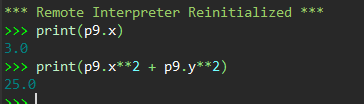 *** Remote Interpreter Reinitialized ***
>>> print(p9.x)
3.0
>>> print(p9.x**2 + p9.y**2)
25.0
>>>